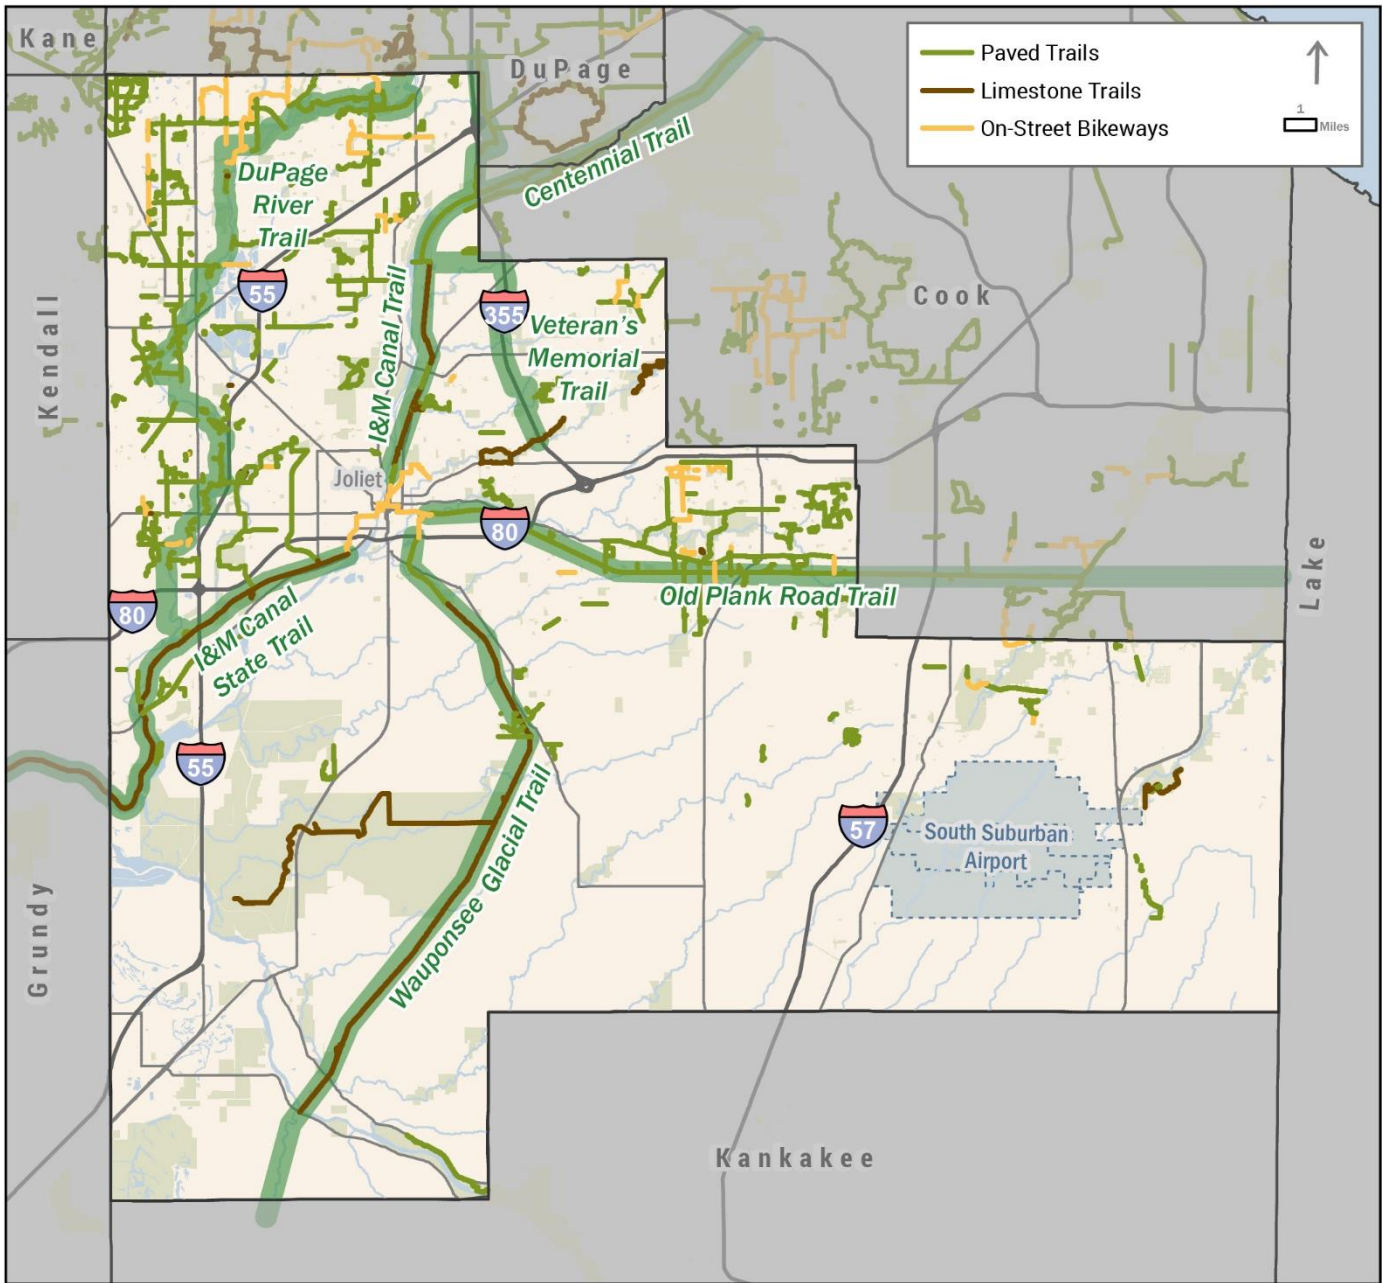 Kane
DuPage
Paved Trails
Limestone Trails
On-Street Bikeways
1
Miles
Centennial Trail
DuPage
River
Trail
55
I&M Canal Trail
355
Veteran's
Memorial
Trail
Cook
Kendall
Joliet
80
Old Plank Road Trail
Lake
80
I&M Canal
State Trail
55
Wauponsee Glacial Trail
57
South Suburban
Airport
Grundy
Kankakee